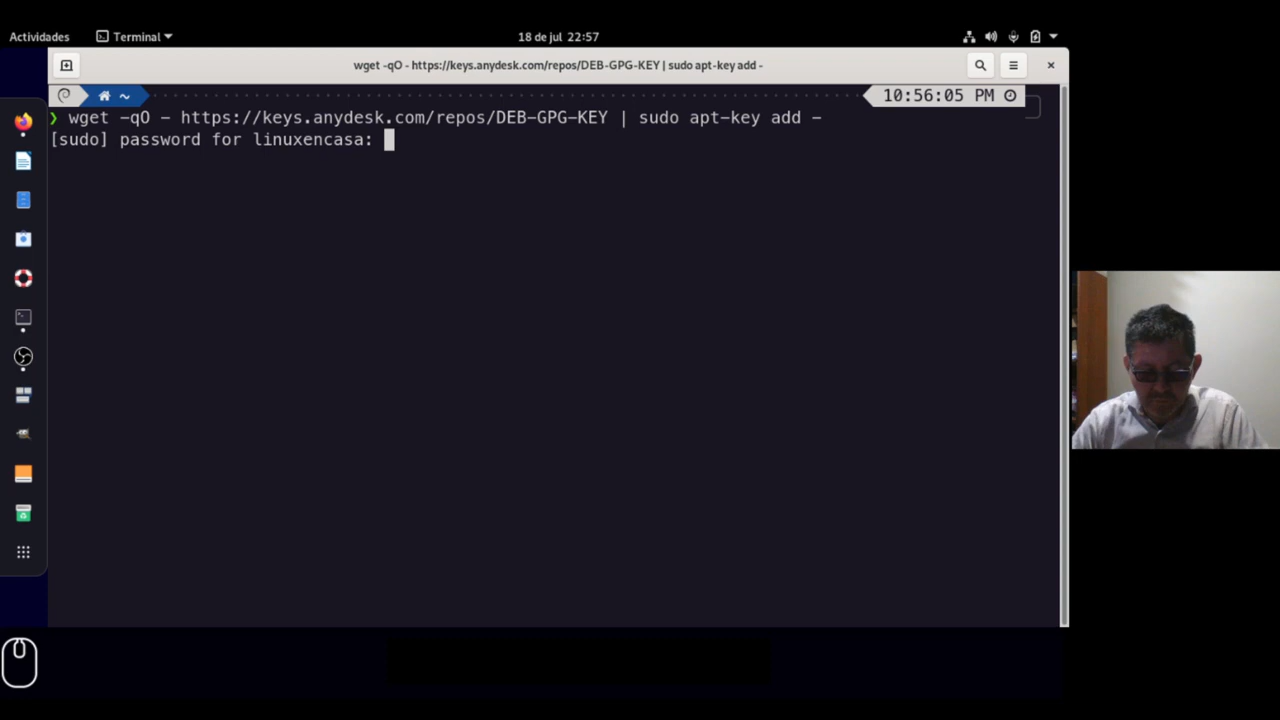 Actividades
Terminal
18 de jul 22:57
wget -qO - https://keys.anydesk.com/repos/DEB-GPG-KEY | sudo apt-key add -
~
10:56:05 PM
❯ wget -qO - https://keys.anydesk.com/repos/DEB-GPG-KEY | sudo apt-key add -
[sudo] password for linuxencasa: